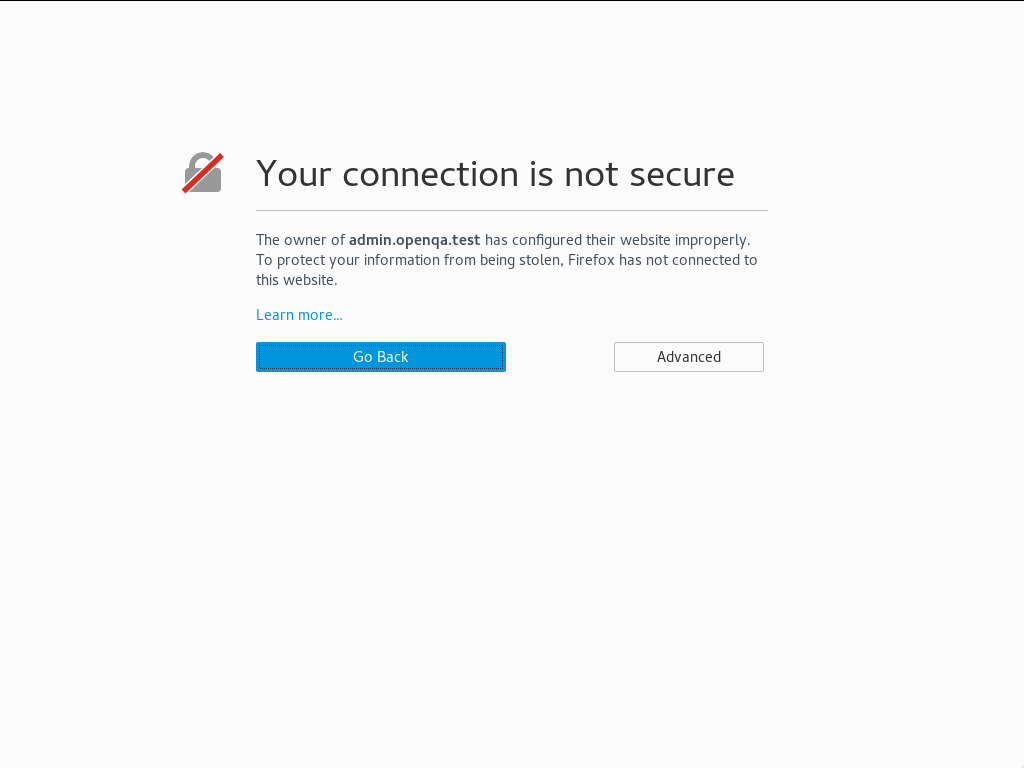 Your connection is not secure
The owner of admin.openqa.test has configured their website improperly.
To protect your information from being stolen, Firefox has not connected to
this website.
Learn more...
Go Back
Advanced